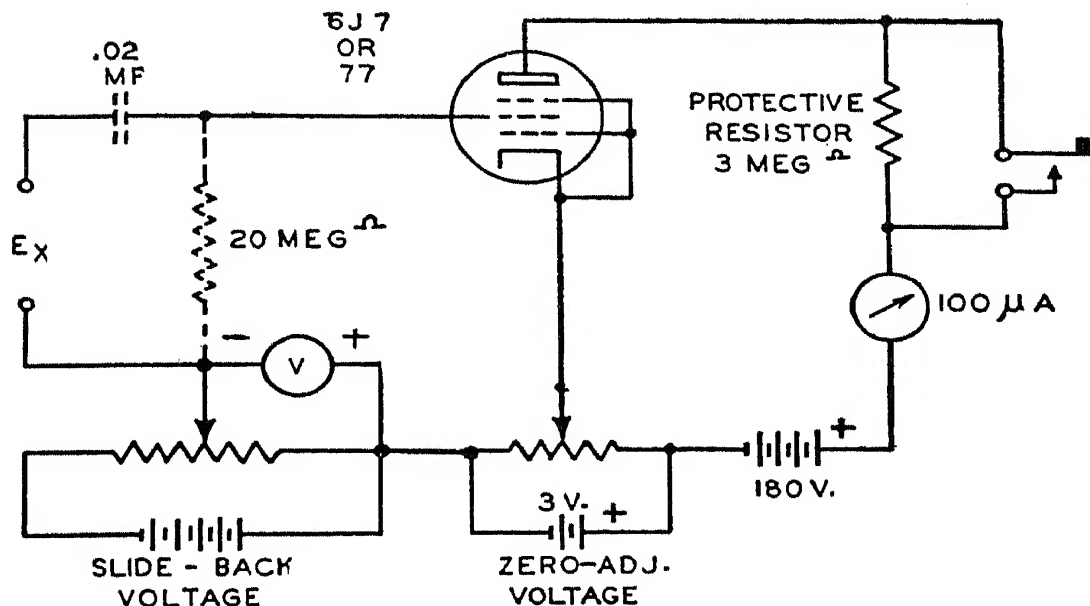 6J7
OR
77
.02
MF
PROTECTIVE
RESISTOR
3 MEG Ω
20 MEG Ω
EX
100 μA
- +
V
+
180 V.
3 V. +
SLIDE - BACK
VOLTAGE
ZERO-ADJ.
VOLTAGE